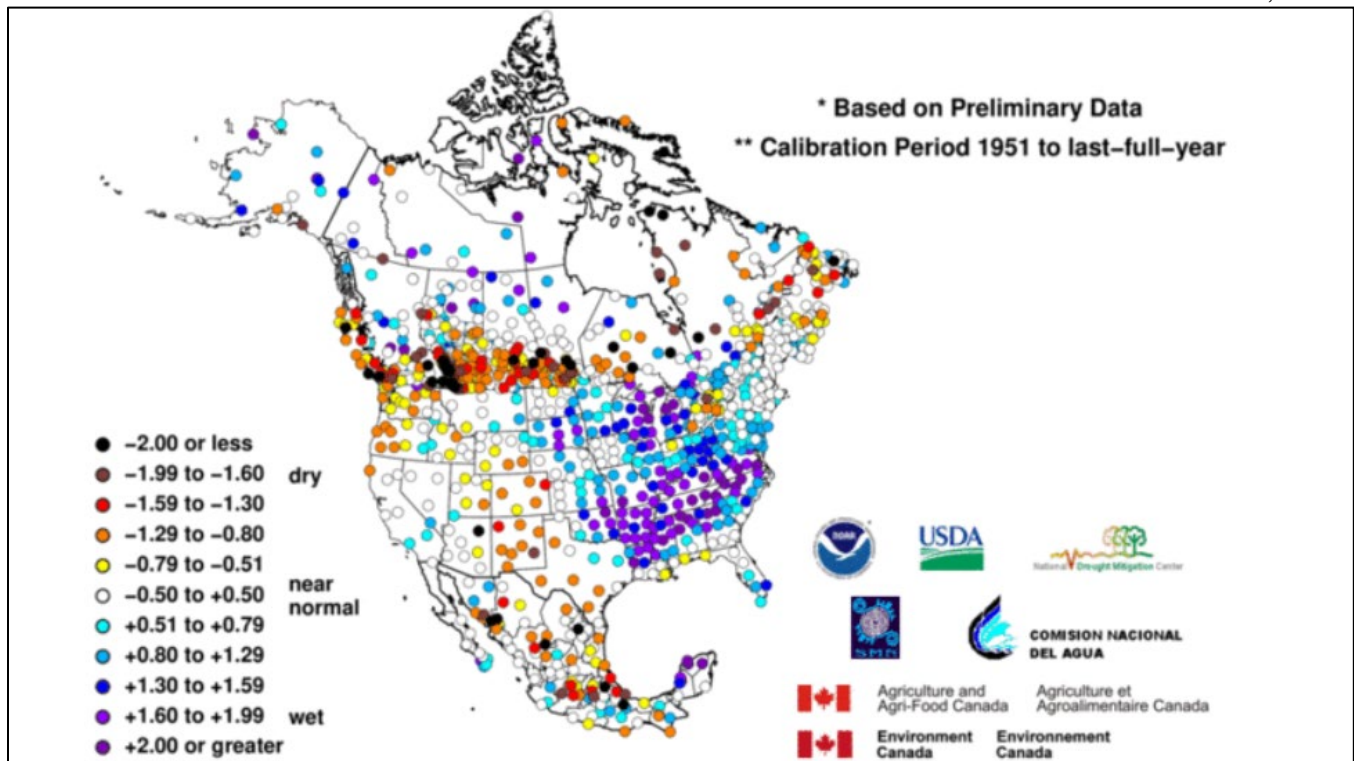 * Based on Preliminary Data
** Calibration Period 1951 to last-full-year
-2.00 or less
-1.99 to -1.60
dry
-1.59 to -1.30
-1.29 to -0.80
-0.79 to -0.51
-0.50 to +0.50
near
normal
+0.51 to +0.79
+0.80 to +1.29
+1.30 to +1.59
+1.60 to +1.99
wet
+2.00 or greater
USDA
National Drought Mitigation Center
SMN
COMISION NACIONAL
DEL AGUA
Agriculture and
Agri-Food Canada
Agriculture et
Agroalimentaire Canada
Environment
Canada
Environnement
Canada